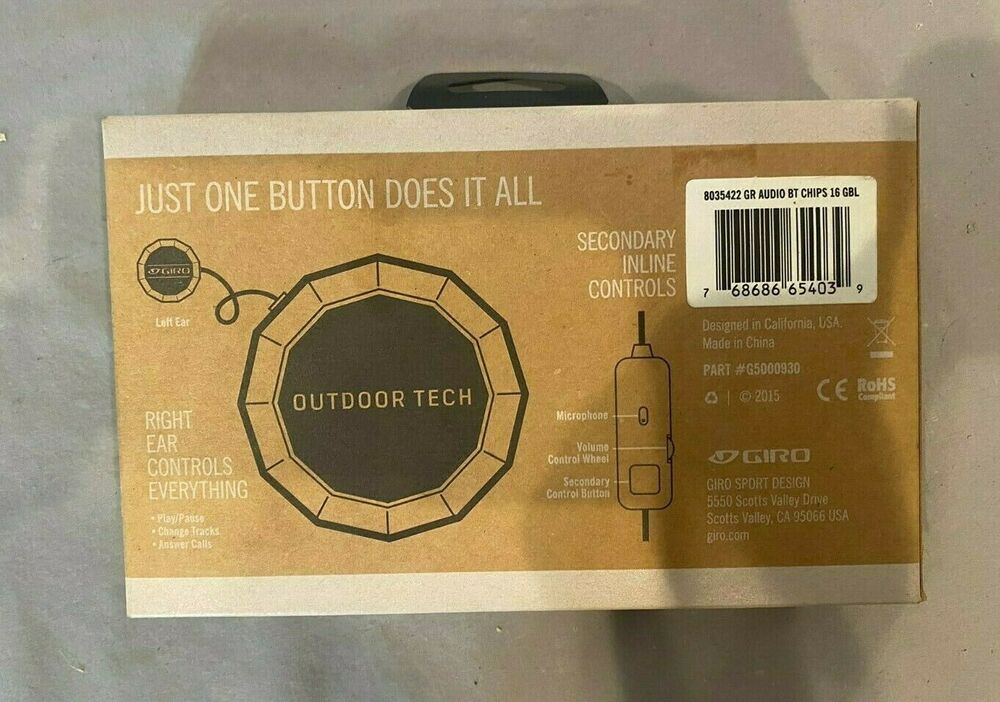 JUST ONE BUTTON DOES IT ALL
GIRO
Left Ear
OUTDOOR TECH
RIGHT
EAR
CONTROLS
EVERYTHING
• Play/Pause
• Change Tracks
• Answer Calls
SECONDARY
INLINE
CONTROLS
Microphone
Volume
Control Wheel
Secondary
Control Button
8035422 GR AUDIO BT CHIPS 16 GBL
7 68686 65403 9
Designed in California, USA.
Made in China
PART #G5000930
© 2015
CE RoHS
Compliant
GIRO
GIRO SPORT DESIGN
5550 Scotts Valley Drive
Scotts Valley, CA 95066 USA
giro.com